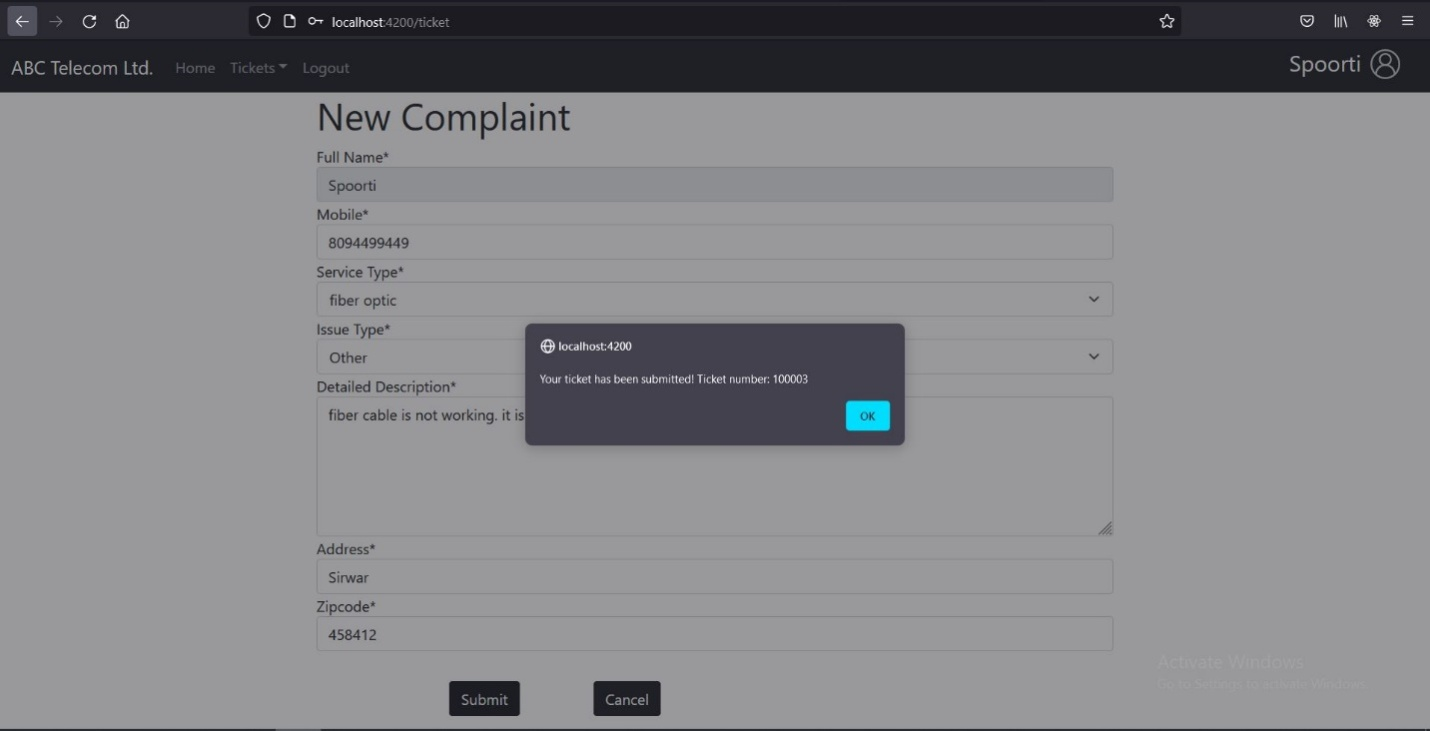 localhost:4200/ticket
ABC Telecom Ltd. Home Tickets Logout Spoorti
New Complaint
Full Name*
Spoorti
Mobile*
8094499449
Service Type*
fiber optic
Issue Type*
Other
localhost:4200
Your ticket has been submitted! Ticket number: 100003
OK
Detailed Description*
fiber cable is not working. it is
Address*
Sirwar
Zipcode*
458412
Activate Windows
Go to Settings to activate Windows.
Submit Cancel